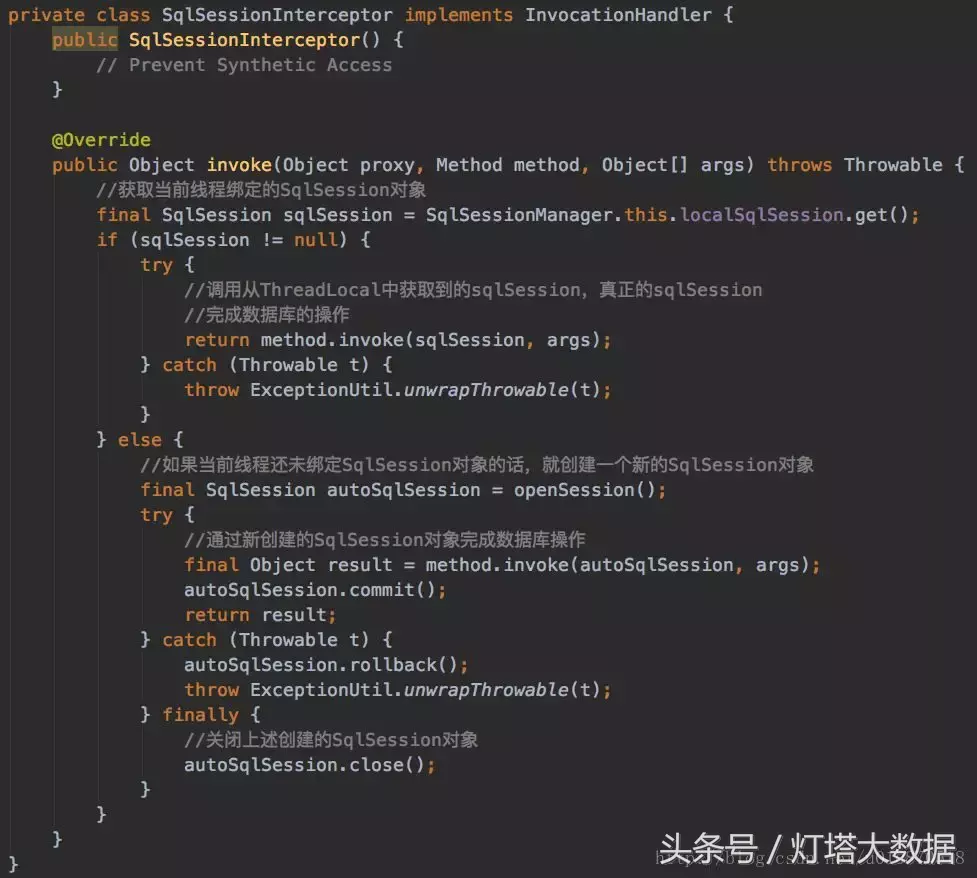 private class SqlSessionInterceptor implements InvocationHandler {
public SqlSessionInterceptor() {
// Prevent Synthetic Access
}
@Override
public Object invoke(Object proxy, Method method, Object[] args) throws Throwable {
//获取当前线程绑定的SqlSession对象
final SqlSession sqlSession = SqlSessionManager.this.localSqlSession.get();
if (sqlSession != null) {
try {
//调用从ThreadLocal中获取到的sqlSession，真正的sqlSession
//完成数据库的操作
return method.invoke(sqlSession, args);
} catch (Throwable t) {
throw ExceptionUtil.unwrapThrowable(t);
}
} else {
//如果当前线程还未绑定SqlSession对象的话，就创建一个新的SqlSession对象
final SqlSession autoSqlSession = openSession();
try {
//通过新创建的SqlSession对象完成数据库操作
final Object result = method.invoke(autoSqlSession, args);
autoSqlSession.commit();
return result;
} catch (Throwable t) {
autoSqlSession.rollback();
throw ExceptionUtil.unwrapThrowable(t);
} finally {
//关闭上述创建的SqlSession对象
autoSqlSession.close();
}
}
}
}
头条号 / 灯塔大数据